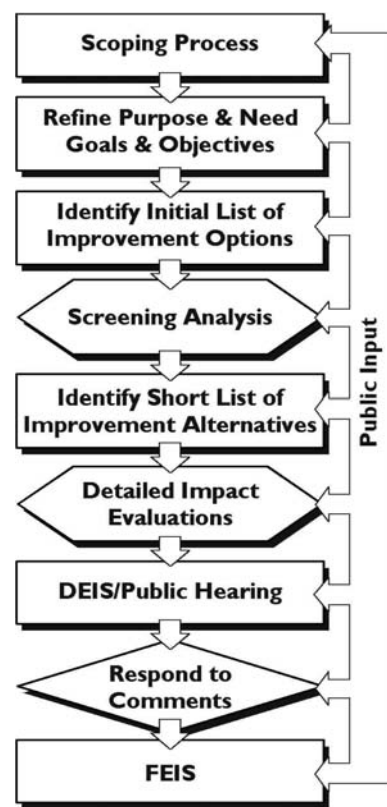 Scoping Process
Refine Purpose & Need
Goals & Objectives
Identify Initial List of
Improvement Options
Screening Analysis
Identify Short List of
Improvement Alternatives
Detailed Impact
Evaluations
DEIS/Public Hearing
Respond to
Comments
FEIS
Public Input